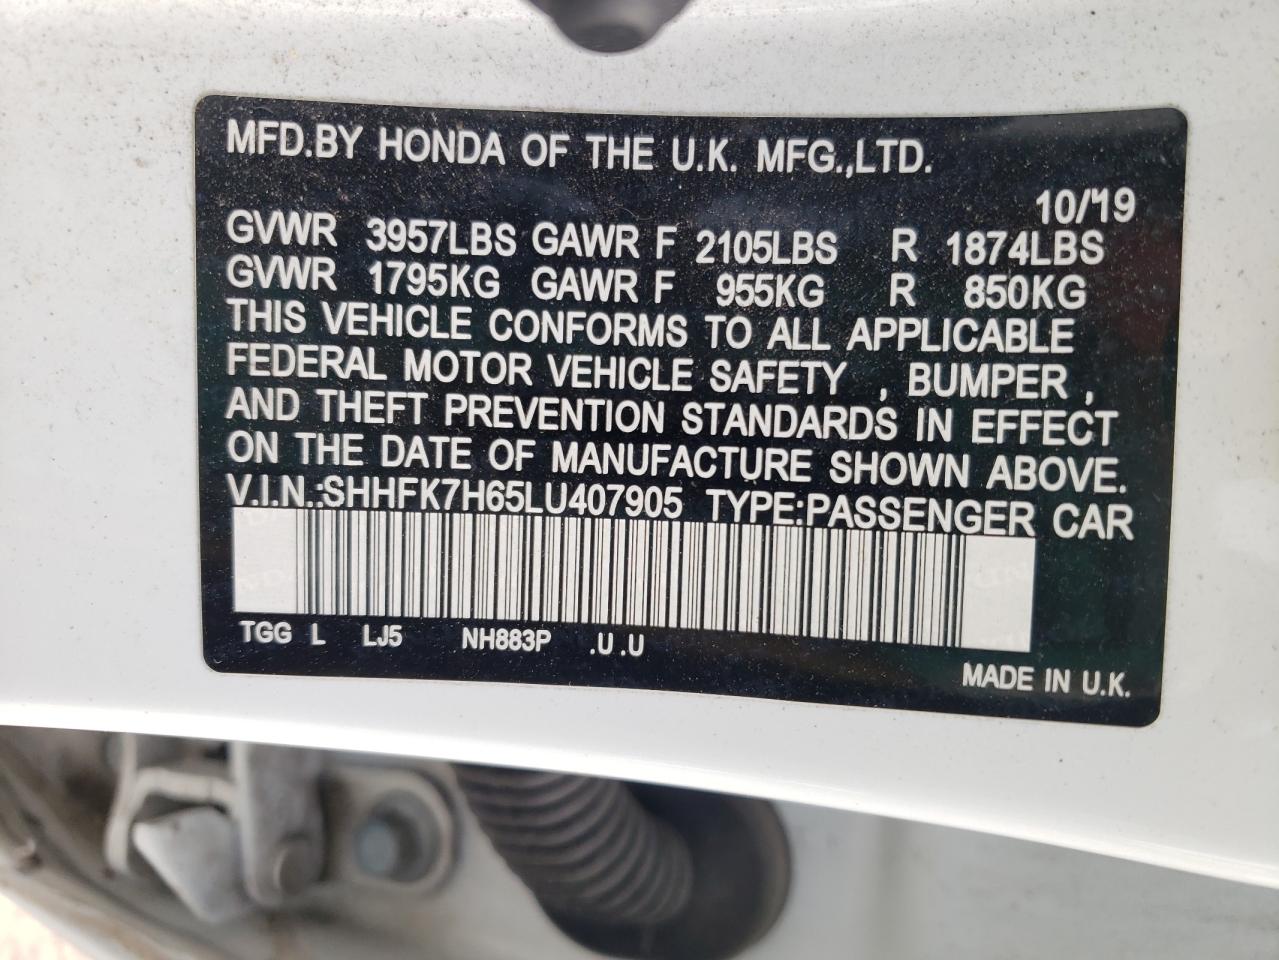 MFD.BY HONDA OF THE U.K. MFG.,LTD.
10/'19
GVWR 3957LBS GAWR F 2105LBS R 1874LBS
GVWR 1795KG GAWR F 955KG R 850KG
THIS VEHICLE CONFORMS TO ALL APPLICABLE
FEDERAL MOTOR VEHICLE SAFETY , BUMPER ,
AND THEFT PREVENTION STANDARDS IN EFFECT
ON THE DATE OF MANUFACTURE SHOWN ABOVE.
V.I.N.:SHHFK7H65LU407905 TYPE:PASSENGER CAR
TGG L LJ5 NH883P .U .U
MADE IN U.K.